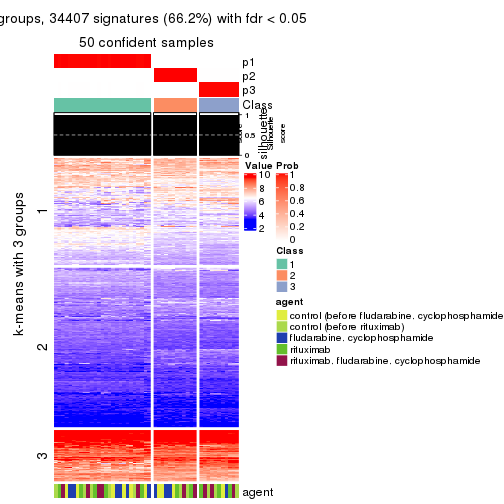 groups, 34407 signatures (66.2%) with fdr < 0.05
50 confident samples
p1
p2
p3
Class
1
0.5
0
silhouette
score
Silhouette
score
Value
10
8
6
4
2
Prob
1
0.8
0.6
0.4
0.2
0
Class
1
2
3
agent
control (before fludarabine. cyclophosphamide
control (before rituximab)
fludarabine. cyclophosphamide
rituximab
rituximab. fludarabine. cyclophosphamide
k-means with 3 groups
1
2
3
agent